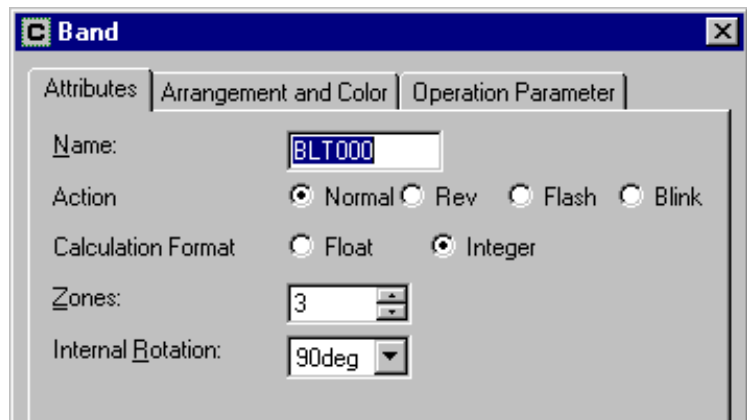 C Band
Attributes Arrangement and Color Operation Parameter
Name: BLT000
Action Normal Rev Flash Blink
Calculation Format Float Integer
Zones: 3
Internal Rotation: 90deg